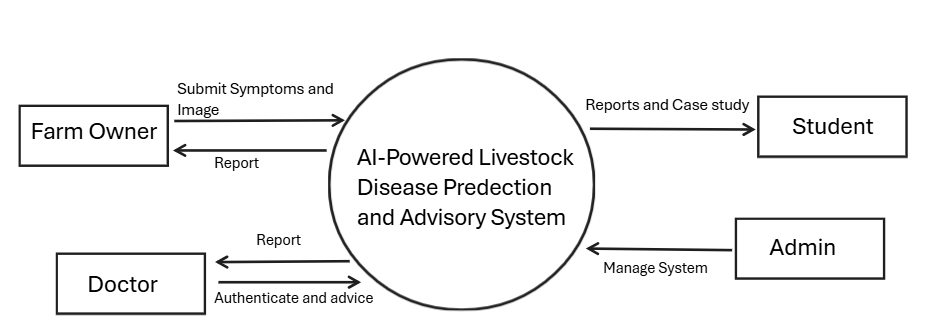 Submit Symptoms and
Image
Farm Owner
Report
Reports and Case study
Student
AI-Powered Livestock
Disease Predection
and Advisory System
Report
Doctor
Authenticate and advice
Admin
Manage System